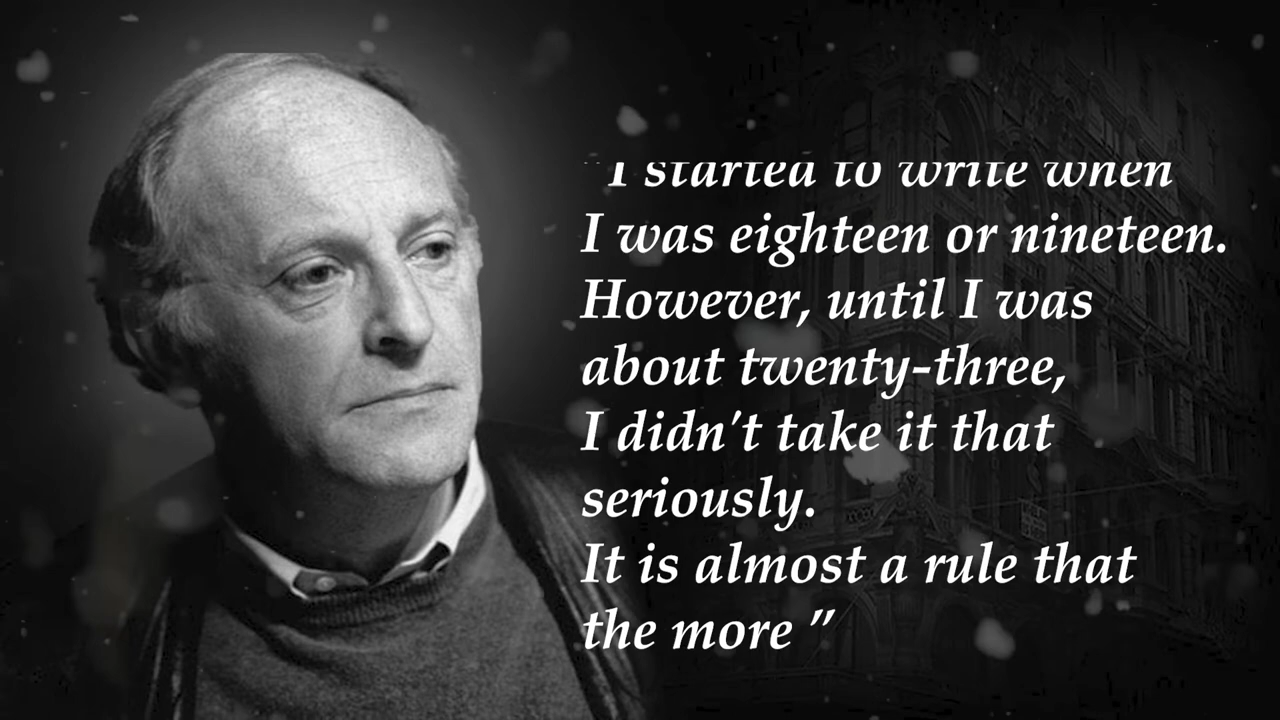 "I started to write when
I was eighteen or nineteen.
However, until I was
about twenty-three,
I didn't take it that
seriously.
It is almost a rule that
the more "